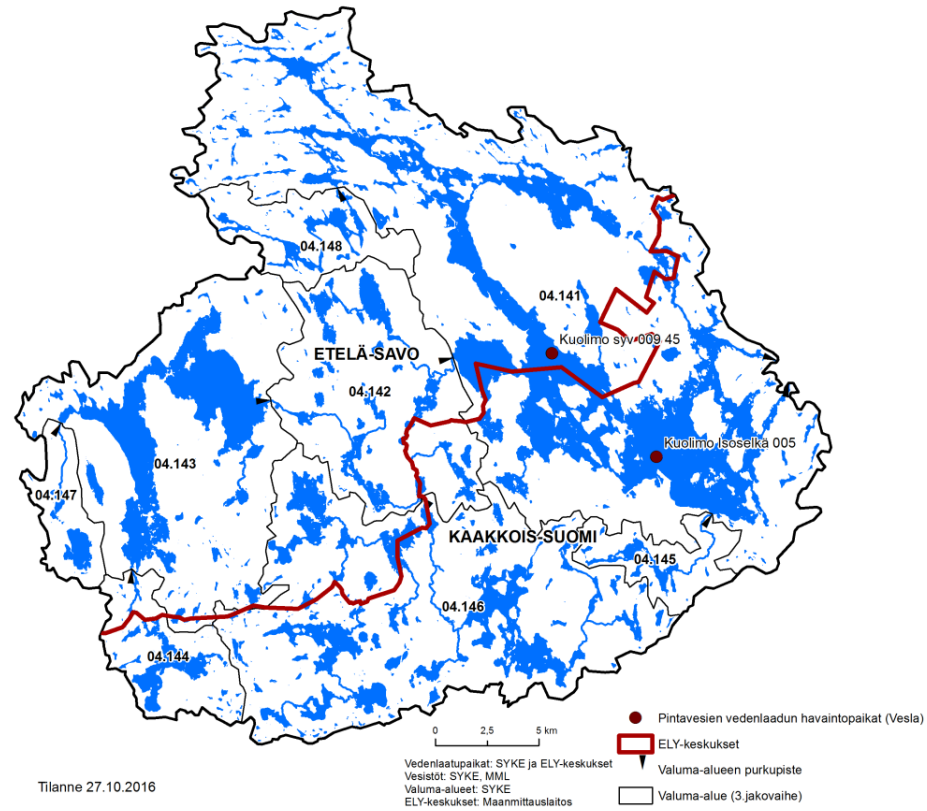 04.148
04.141
Kuolimo syv 009 45
ETELÄ-SAVO
04.142
Kuolimo Isoselkä 005
04.143
04.147
KAAKKOIS-SUOMI
04.145
04.146
04.144
0 2,5 5 km
Pintavesien vedenlaadun havaintopaikat (Vesla)
ELY-keskukset
Valuma-alueen purkupiste
Valuma-alue (3.jakovaihe)
Vedenlaatupaikat: SYKE ja ELY-keskukset
Vesistöt: SYKE, MML
Valuma-alueet: SYKE
ELY-keskukset: Maanmittauslaitos
Tilanne 27.10.2016